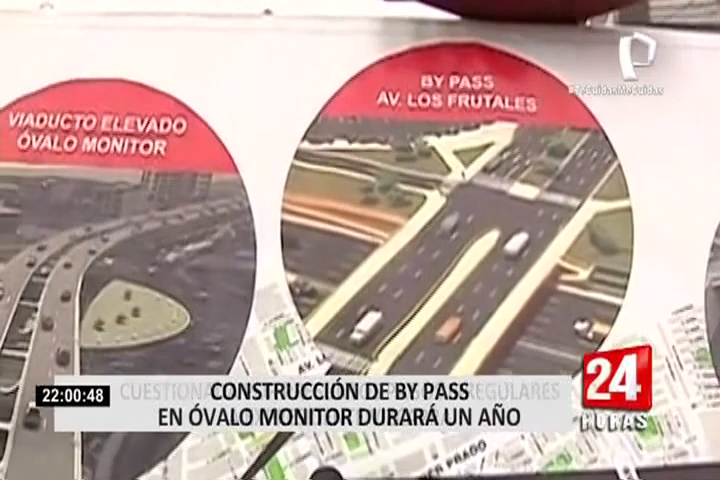 #TeCuidasMeCuidas
VIADUCTO ELEVADO
ÓVALO MONITOR
BY PASS
AV. LOS FRUTALES
CONSTRUCCIÓN DE BY PASS
EN ÓVALO MONITOR DURARÁ UN AÑO
22:00:48
24
HORAS